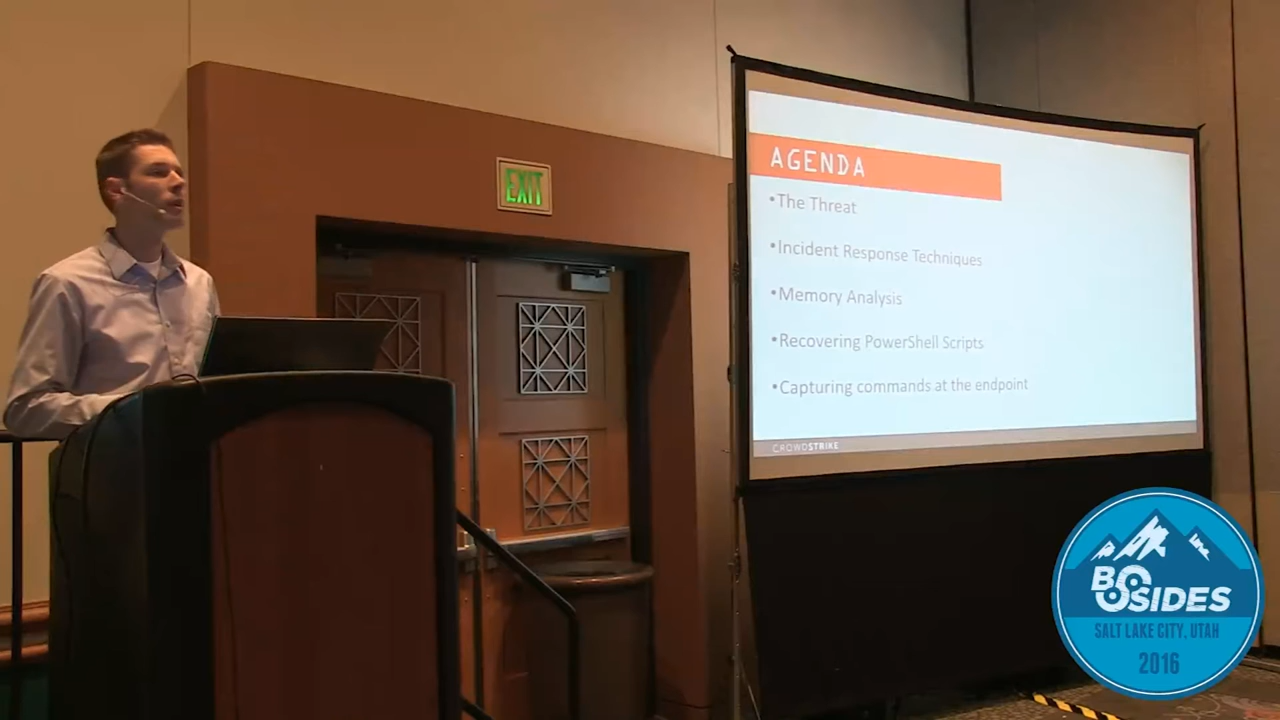 EXIT
AGENDA
•The Threat
•Incident Response Techniques
•Memory Analysis
•Recovering PowerShell Scripts
•Capturing commands at the endpoint
CROWDSTRIKE
BSIDES
SALT LAKE CITY, UTAH
2016